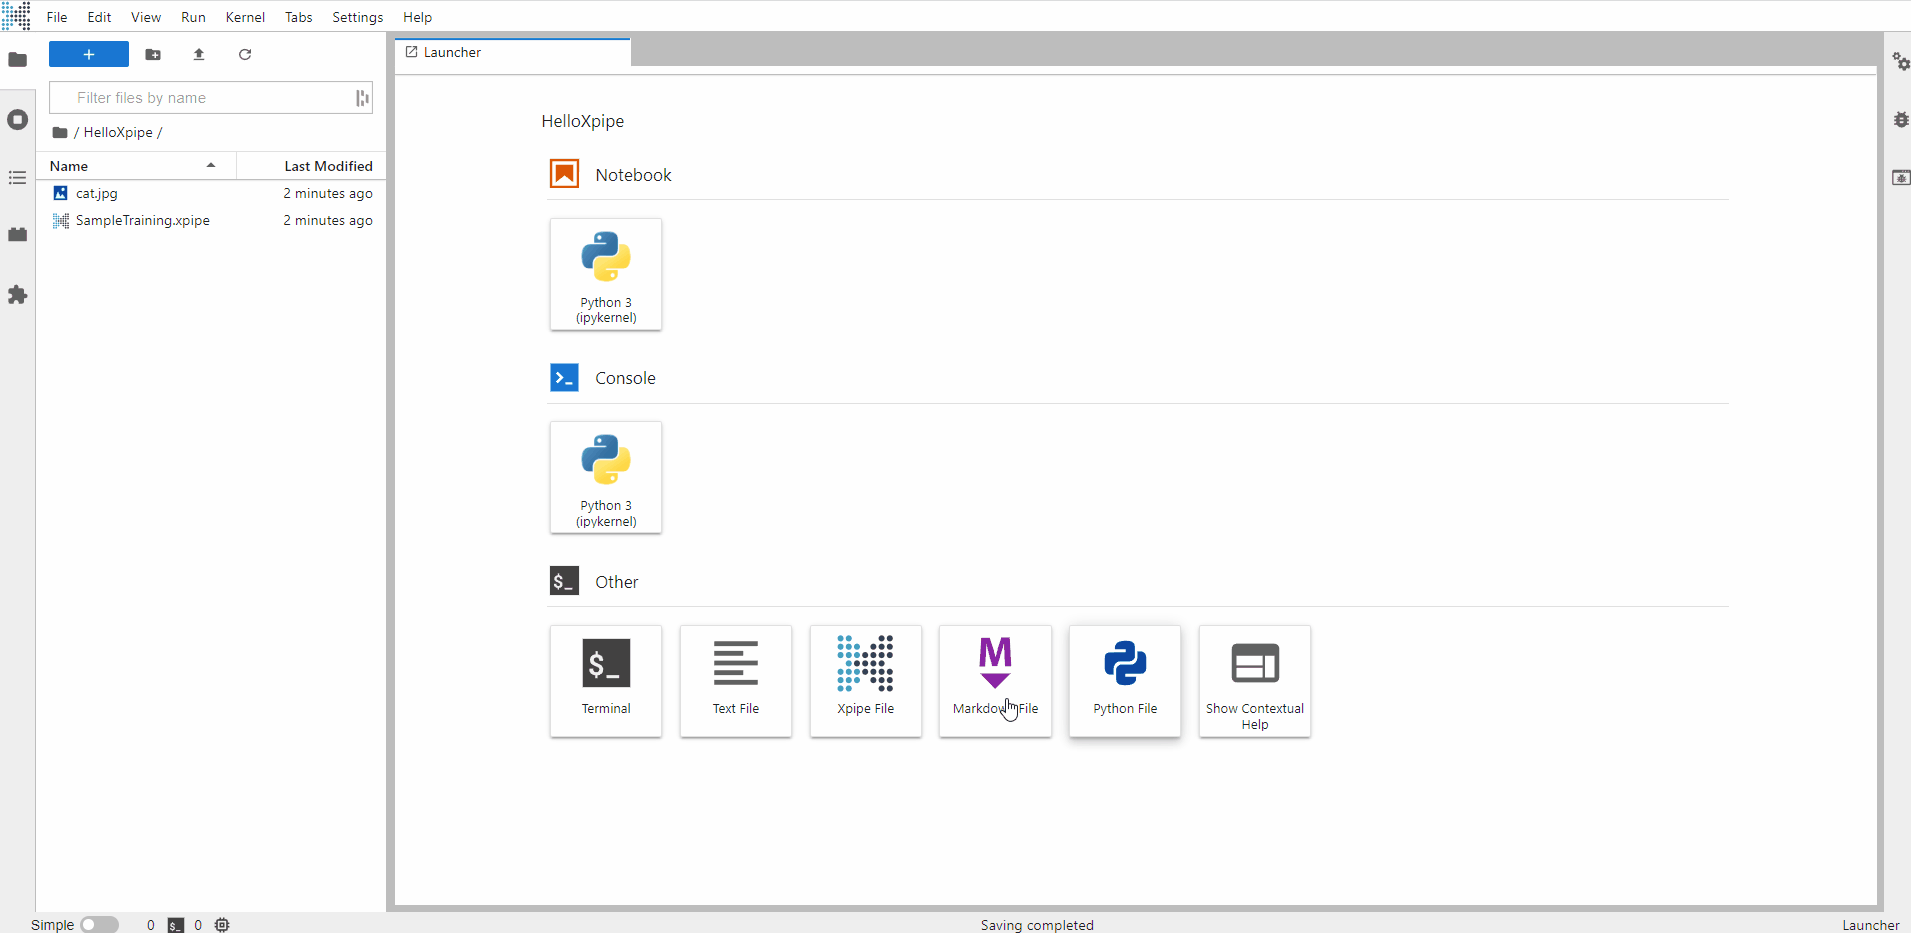 File Edit View Run Kernel Tabs Settings Help
+
Launcher
Filter files by name
/ HelloXpipe /
Name Last Modified
cat.jpg 2 minutes ago
SampleTraining.xpipe 2 minutes ago
HelloXpipe
Notebook
Python 3
(ipykernel)
>_ Console
Python 3
(ipykernel)
$_ Other
$_
M
Terminal Text File Xpipe File Markdown File Python File Show Contextual
Help
Simple 0 $_ 0 Saving completed Launcher